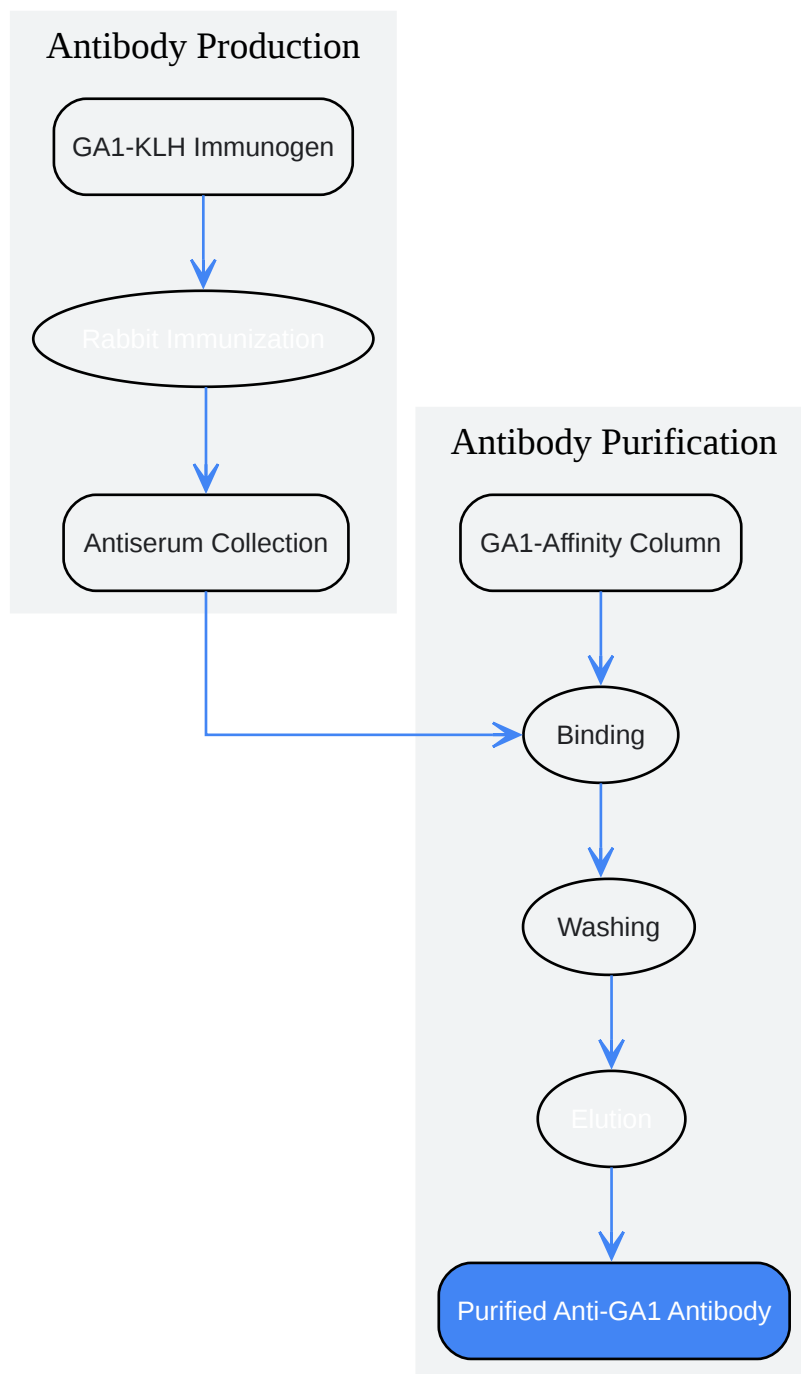 Antibody Production
GA1-KLH Immunogen
Rabbit Immunization
Antiserum Collection
Antibody Purification
GA1-Affinity Column
Binding
Washing
Elution
Purified Anti-GA1 Antibody